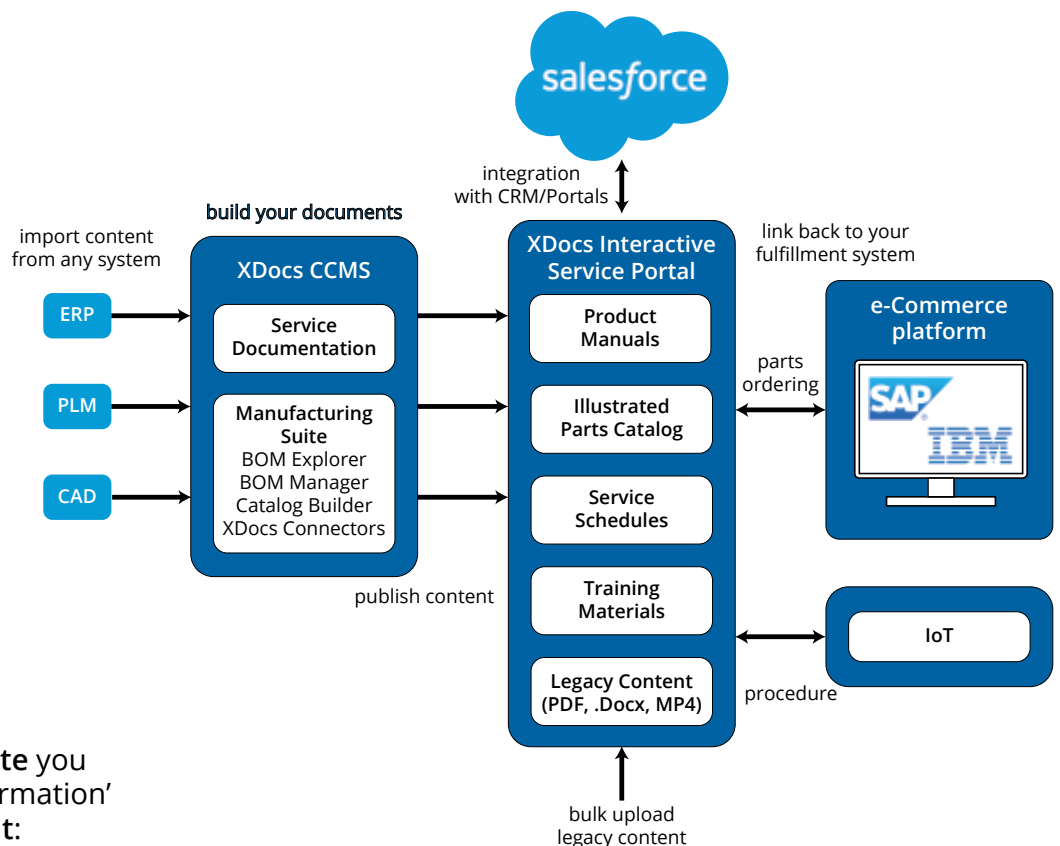 salesforce
integration
with CRM/Portals
build your documents
import content
from any system
ERP
PLM
CAD
XDocs CCMS
Service
Documentation
Manufacturing
Suite
BOM Explorer
BOM Manager
Catalog Builder
XDocs Connectors
publish content
XDocs Interactive
Service Portal
Product
Manuals
Illustrated
Parts Catalog
Service
Schedules
Training
Materials
Legacy Content
(PDF, .Docx, MP4)
link back to your
fulfillment system
e-Commerce
platform
SAP
IBM
parts
ordering
IoT
procedure
bulk upload
legacy content
te you
rmation’
t: